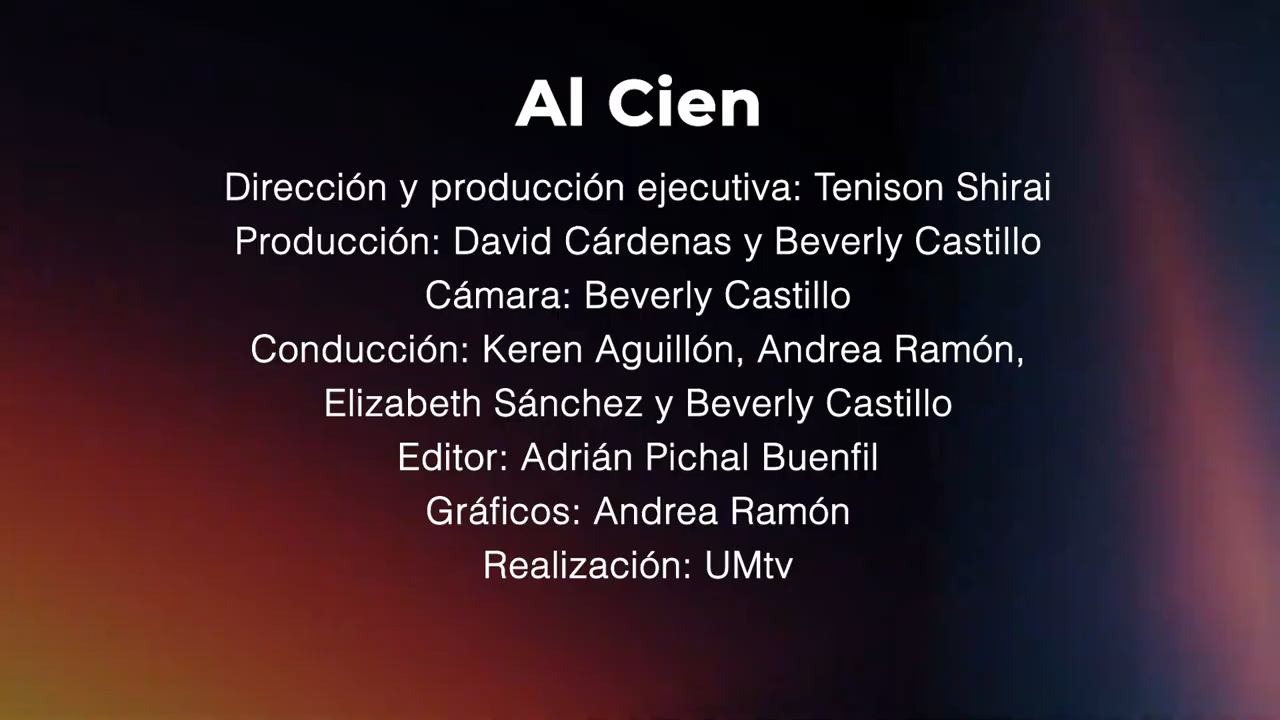 Al Cien
Dirección y producción ejecutiva: Tenison Shirai
Producción: David Cárdenas y Beverly Castillo
Cámara: Beverly Castillo
Conducción: Keren Aguillón, Andrea Ramón,
Elizabeth Sánchez y Beverly Castillo
Editor: Adrián Pichal Buenfil
Gráficos: Andrea Ramón
Realización: UMtv